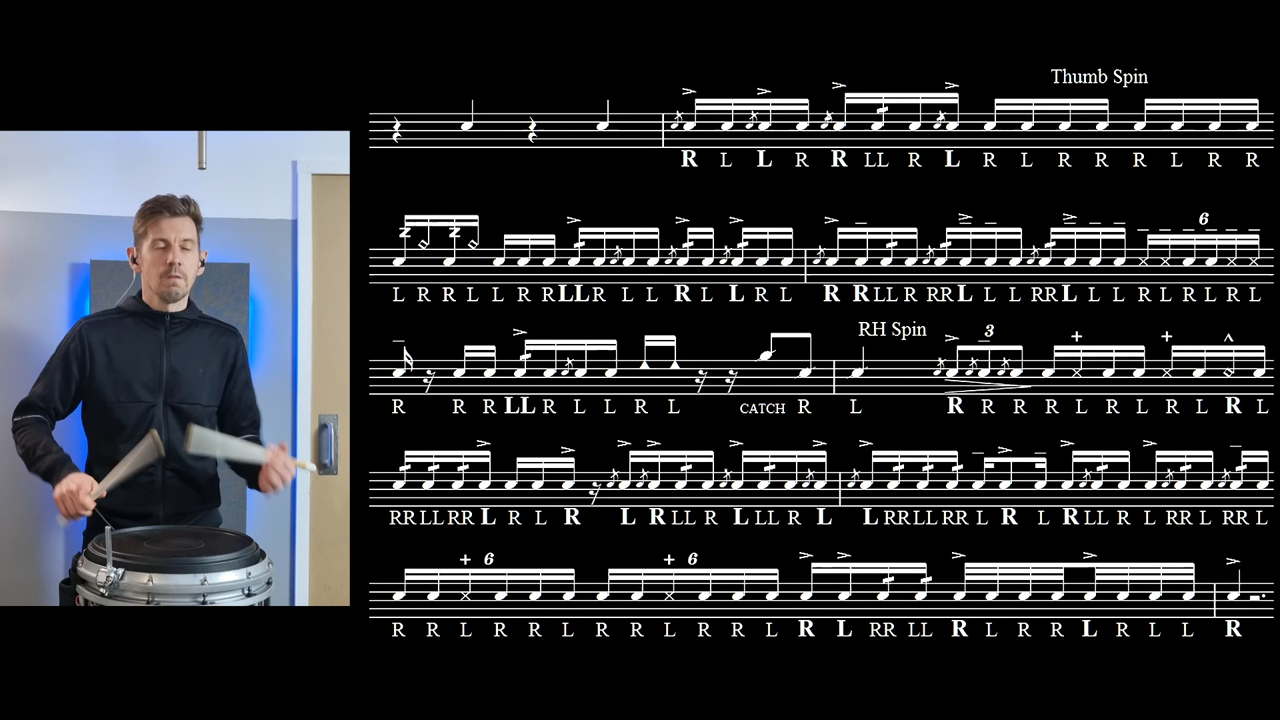 Thumb Spin
R L L R R LL R L R L R R R L R R
6
L R R L L R R LL R L L R L L R L R R LL R RR L L L RR L L L R L R L R L
RH Spin
3
R R R LL R L L R L CATCH R L R R R R L R L R L R L
RR LL RR L R L R L R LL R L LL R L L RR LL RR L R L R LL R L RR L RR L
6 6
R R L R R L R R L R R L R L RR LL R L R R L R L L R